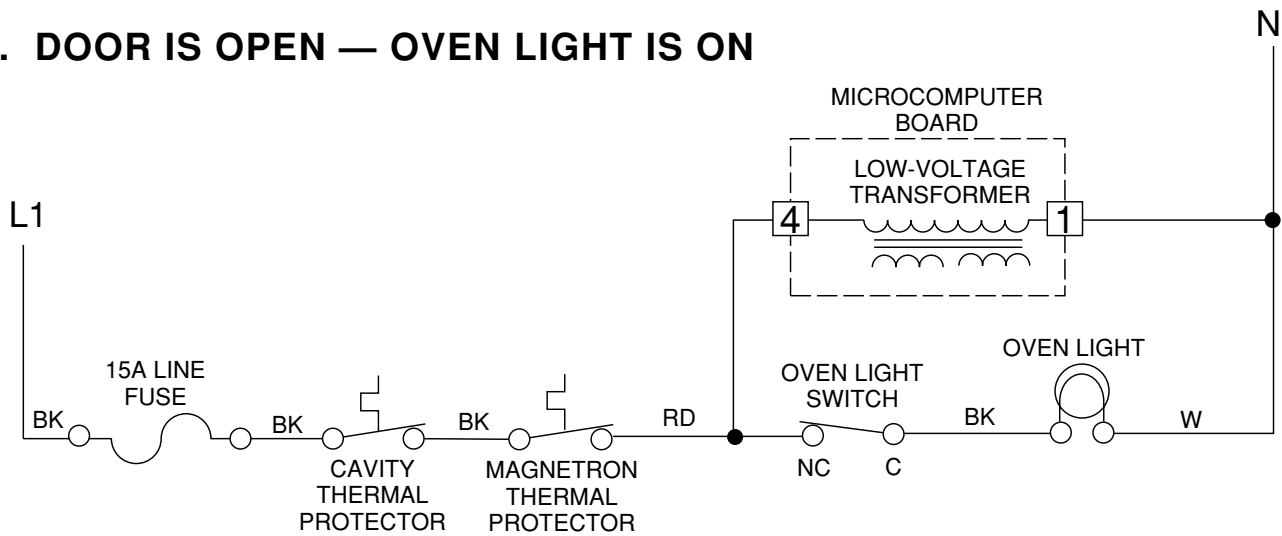 . DOOR IS OPEN — OVEN LIGHT IS ON
N
MICROCOMPUTER
BOARD
LOW-VOLTAGE
TRANSFORMER
L1
4
1
15A LINE
FUSE
OVEN LIGHT
SWITCH
OVEN LIGHT
BK
BK
BK
RD
BK
W
NC
C
CAVITY
THERMAL
PROTECTOR
MAGNETRON
THERMAL
PROTECTOR